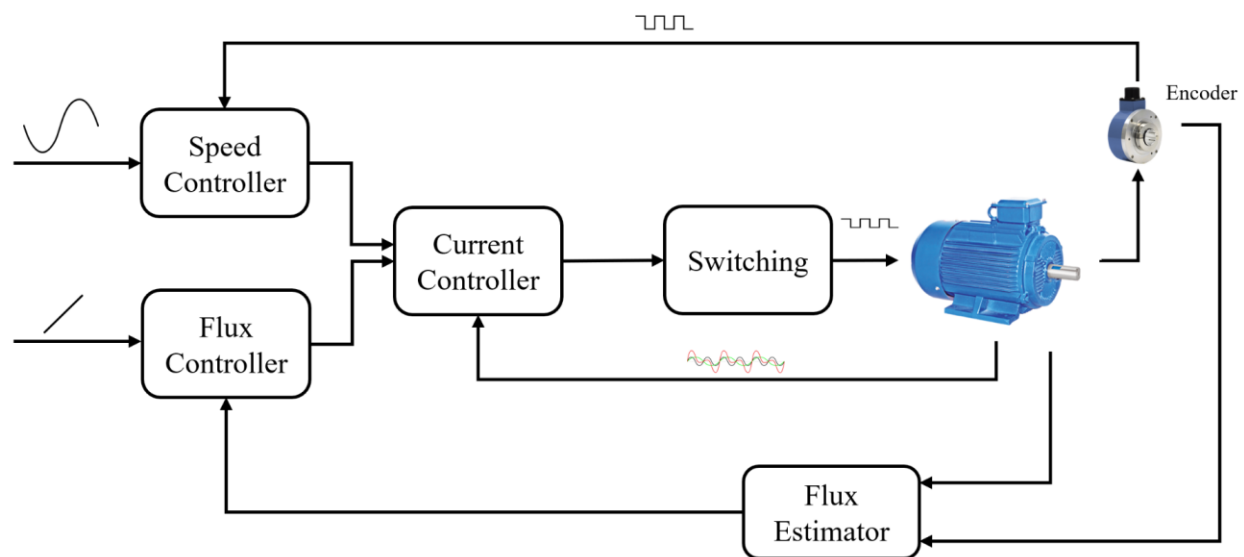 Encoder
Speed
Controller
Current
Controller
Switching
Flux
Controller
Flux
Estimator